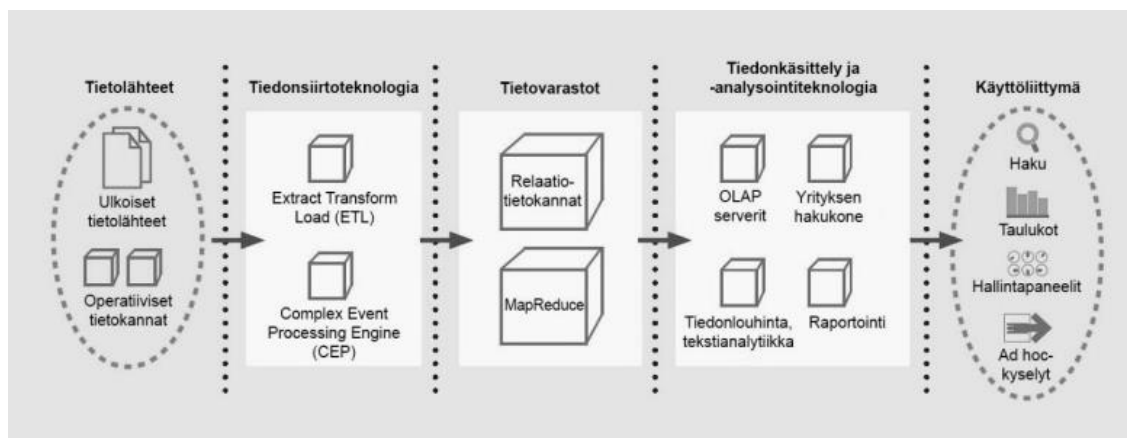 Tietolähteet
Ulkoiset
tietolähteet
Operatiiviset
tietokannat
Tiedonsiirtoteknologia
Extract Transform
Load (ETL)
Complex Event
Processing Engine
(CEP)
Tietovarastot
Relaatio-
tietokannat
MapReduce
Tiedonkäsittely ja
-analysointiteknologia
OLAP
serverit
Yrityksen
hakukone
Tiedonlouhinta,
tekstianalytiikka
Raportointi
Käyttöliittymä
Haku
Taulukot
Hallintapaneelit
Ad hoc-
kyselyt